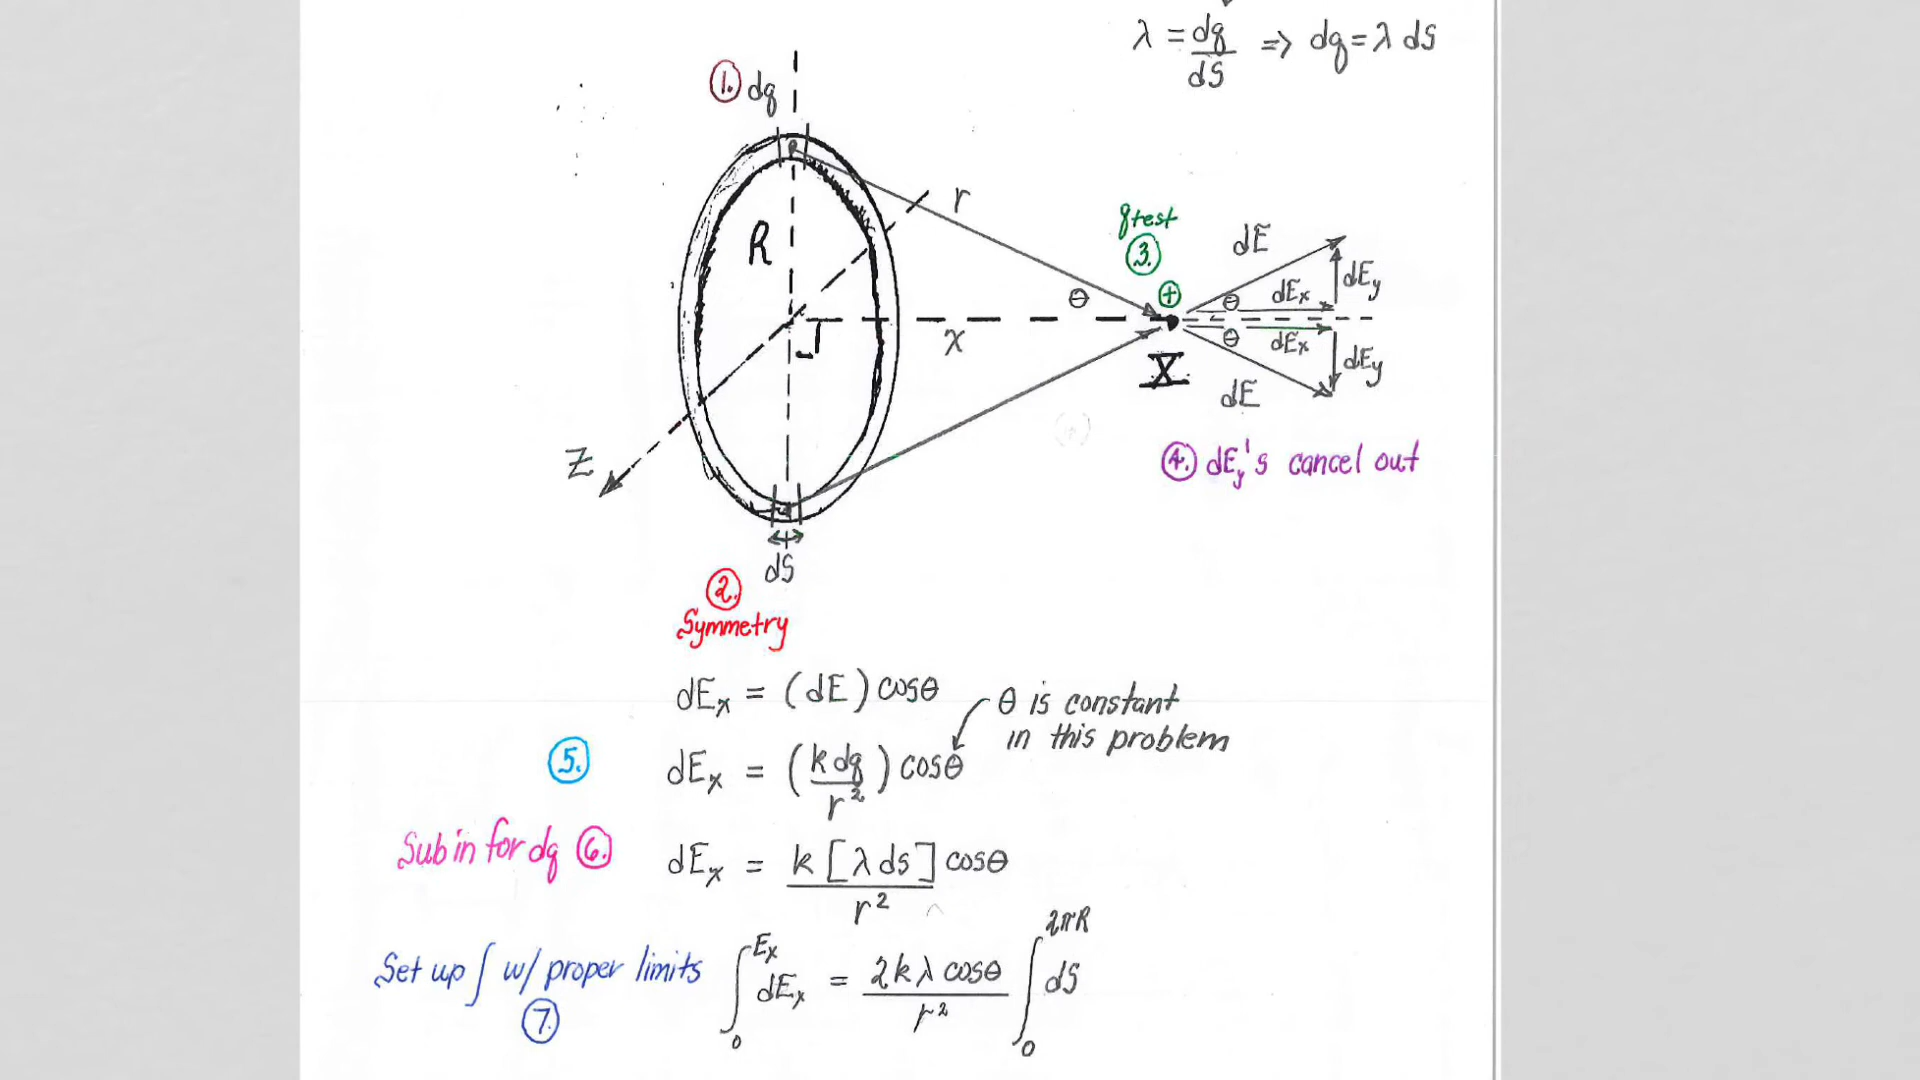 λ = dq/dS => dq = λ dS
1. dq
r
R
qtest
3.
+
dE
dEy
θ
θ
dEx
x
θ
dEx
dEy
X
dE
Z
4. dEy's cancel out
dS
2.
Symmetry
dEx = (dE) cosθ
θ is constant
in this problem
5. dEx = (k dq / r²) cosθ
Sub in for dq 6. dEx = k [λ ds] cosθ / r²
Set up ∫ w/ proper limits ∫₀^Ex dEx = 2kλ cosθ / r² ∫₀^2πR dS
7.